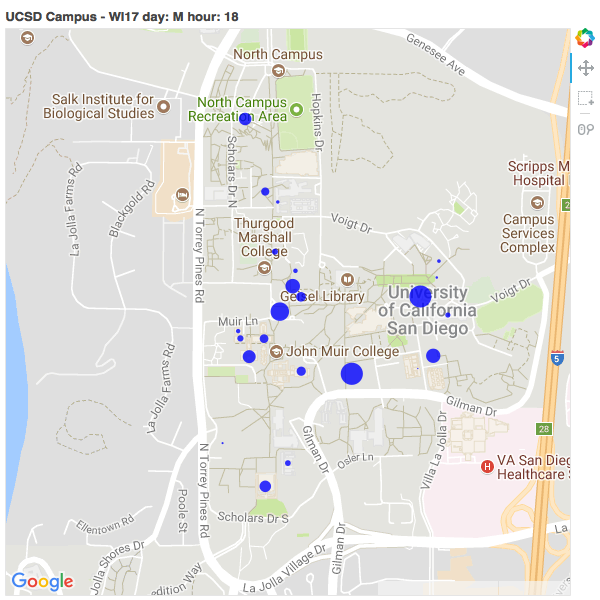 UCSD Campus - WI17 day: M hour: 18
Genesee Ave
North Campus
Salk Institute for
Biological Studies
North Campus
Recreation Area
Hopkins Dr
Scholars Dr N
La Jolla Farms Rd
Blackgold Rd
N Torrey Pines Rd
Scripps M
Hospital
Voigt Dr
Thurgood
Marshall
College
Campus
Services
Complex
Geisel Library
University
of California
San Diego
Voigt Dr
Muir Ln
John Muir College
5
La Jolla Farms Rd
Gilman Dr
28
N Torrey Pines Rd
Gilman Dr
Osler Ln
Villa La Jolla Dr
H
VA San Dieg
Healthcare
Poole St
Ellentown Rd
Scholars Dr S
La
La Jolla Shores Dr
Gilman Dr
Google
edition Way
La Jolla Village Dr